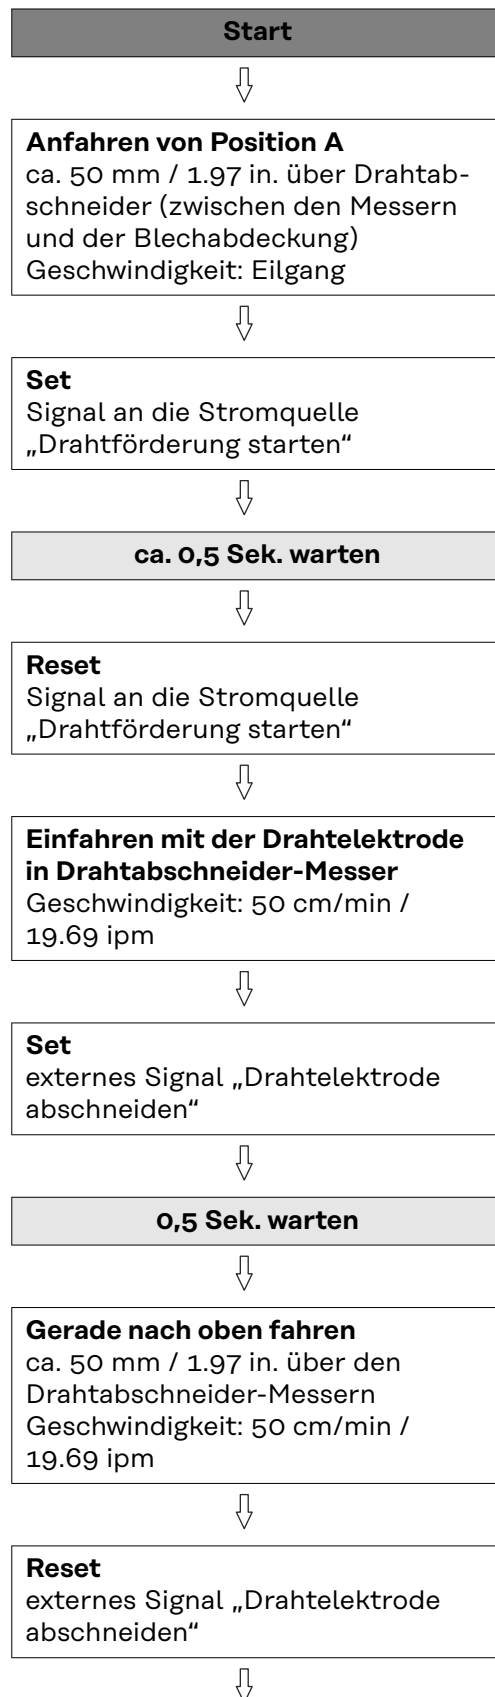 Start
Anfahren von Position A
ca. 50 mm / 1.97 in. über Drahtab-
schneider (zwischen den Messern
und der Blechabdeckung)
Geschwindigkeit: Eilgang
Set
Signal an die Stromquelle
„Drahtförderung starten“
ca. 0,5 Sek. warten
Reset
Signal an die Stromquelle
„Drahtförderung starten“
Einfahren mit der Drahtelektrode
in Drahtabschneider-Messer
Geschwindigkeit: 50 cm/min /
19.69 ipm
Set
externes Signal „Drahtelektrode
abschneiden“
0,5 Sek. warten
Gerade nach oben fahren
ca. 50 mm / 1.97 in. über den
Drahtabschneider-Messern
Geschwindigkeit: 50 cm/min /
19.69 ipm
Reset
externes Signal „Drahtelektrode
abschneiden“